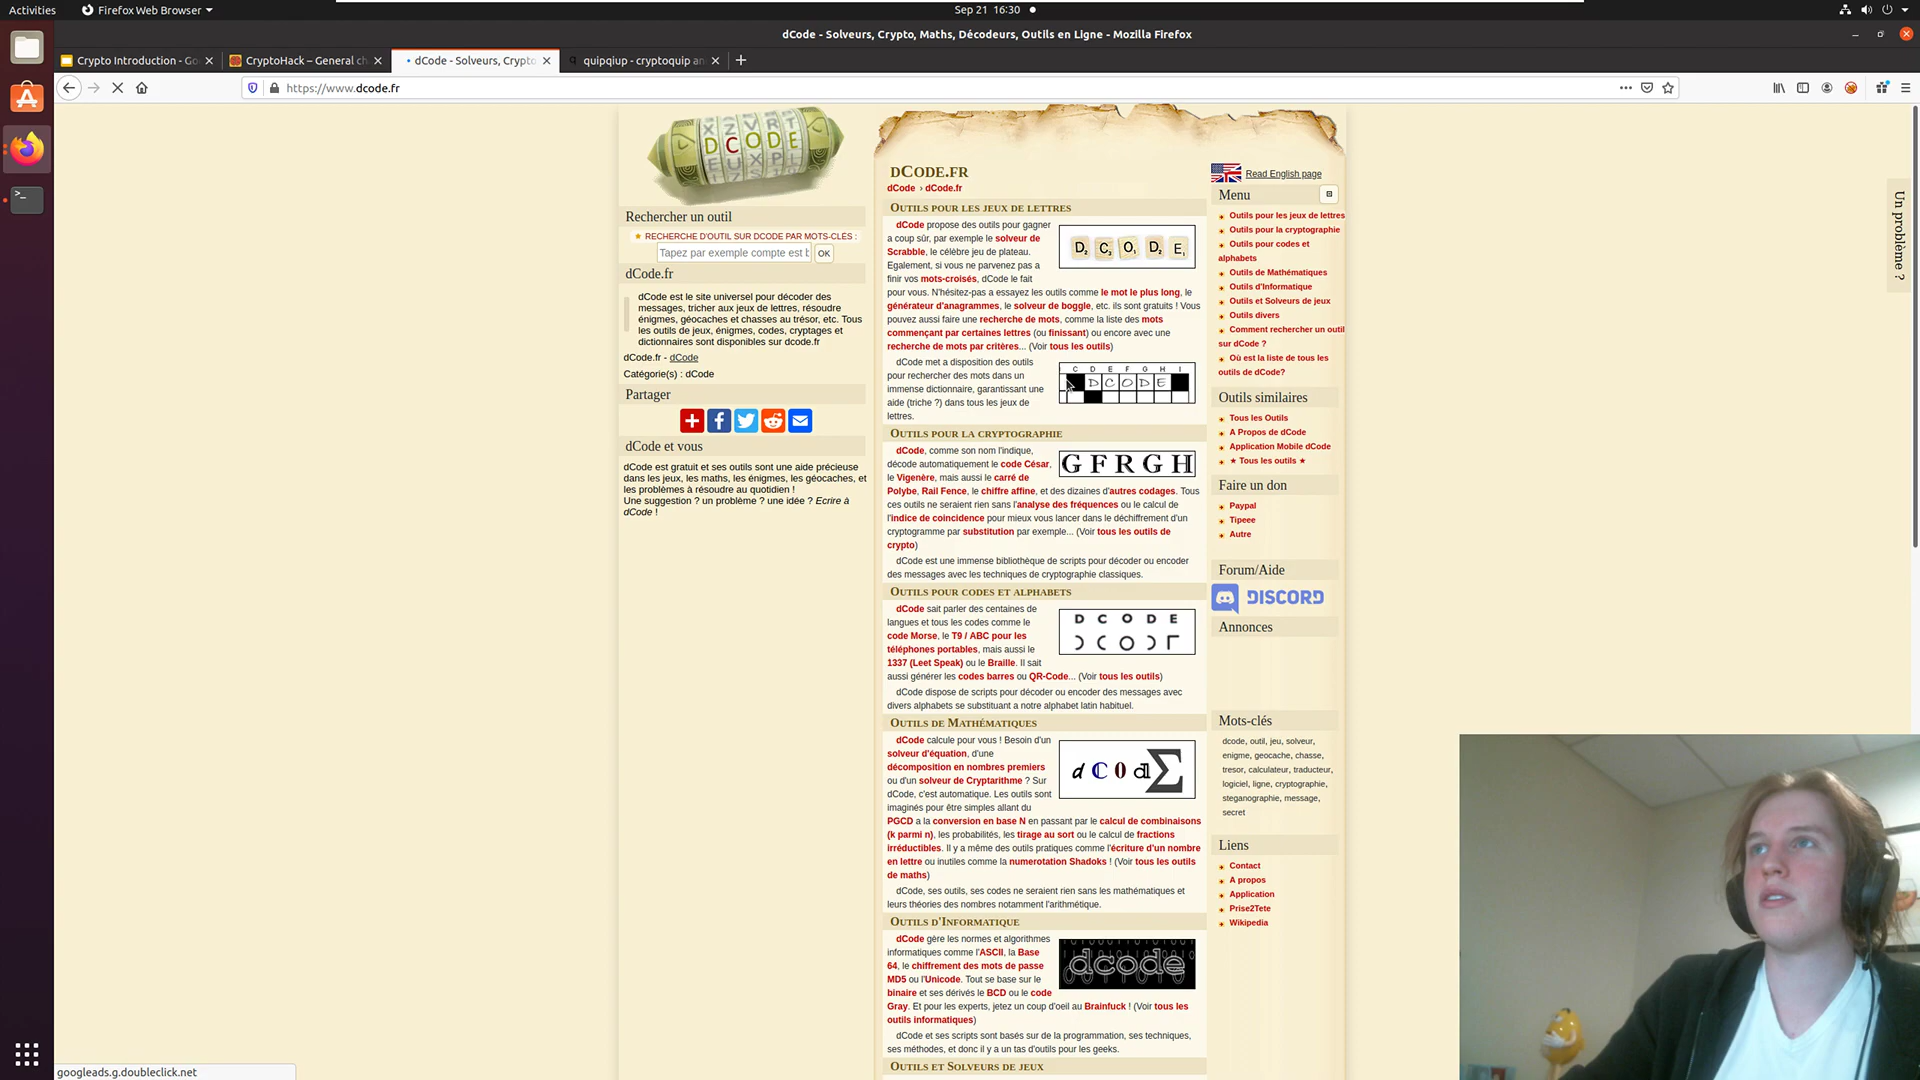 Activities
Firefox Web Browser
Sep 21 16:30
dCode - Solveurs, Crypto, Maths, Décodeurs, Outils en Ligne - Mozilla Firefox
Crypto Introduction - Go
CryptoHack – General ch
dCode - Solveurs, Crypto
quipqiup - cryptoquip an
https://www.dcode.fr
DCODE
Rechercher un outil
★ RECHERCHE D'OUTIL SUR DCODE PAR MOTS-CLÉS :
Tapez par exemple compte est b
OK
dCode.fr
dCode est le site universel pour décoder des
messages, tricher aux jeux de lettres, résoudre
énigmes, géocaches et chasses au trésor, etc. Tous
les outils de jeux, énigmes, codes, cryptages et
dictionnaires sont disponibles sur dcode.fr
dCode.fr - dCode
Catégorie(s) : dCode
Partager
dCode et vous
dCode est gratuit et ses outils sont une aide précieuse
dans les jeux, les maths, les énigmes, les géocaches, et
les problèmes à résoudre au quotidien !
Une suggestion ? un problème ? une idée ? Ecrire à
dCode !
DCODE.FR
dCode › dCode.fr
OUTILS POUR LES JEUX DE LETTRES
dCode propose des outils pour gagner
a coup sûr, par exemple le solveur de
Scrabble, le célèbre jeu de plateau.
Egalement, si vous ne parvenez pas a
finir vos mots-croisés, dCode le fait
pour vous. N'hésitez-pas a essayez les outils comme le mot le plus long, le
générateur d'anagrammes, le solveur de boggle, etc. ils sont gratuits ! Vous
pouvez aussi faire une recherche de mots, comme la liste des mots
commençant par certaines lettres (ou finissant) ou encore avec une
recherche de mots par critères... (Voir tous les outils)
D C O D E
dCode met a disposition des outils
pour rechercher des mots dans un
immense dictionnaire, garantissant une
aide (triche ?) dans tous les jeux de
lettres.
C D E F G H I
D C O D E
OUTILS POUR LA CRYPTOGRAPHIE
dCode, comme son nom l'indique,
décode automatiquement le code César,
le Vigenère, mais aussi le carré de
Polybe, Rail Fence, le chiffre affine, et des dizaines d'autres codages. Tous
ces outils ne seraient rien sans l'analyse des fréquences ou le calcul de
l'indice de coincidence pour mieux vous lancer dans le déchiffrement d'un
cryptogramme par substitution par exemple... (Voir tous les outils de
crypto)
GFRGH
dCode est une immense bibliothèque de scripts pour décoder ou encoder
des messages avec les techniques de cryptographie classiques.
OUTILS POUR CODES ET ALPHABETS
dCode sait parler des centaines de
langues et tous les codes comme le
code Morse, le T9 / ABC pour les
téléphones portables, mais aussi le
1337 (Leet Speak) ou le Braille. Il sait
aussi générer les codes barres ou QR-Code... (Voir tous les outils)
D C O D E
dCode dispose de scripts pour décoder ou encoder des messages avec
divers alphabets se substituant a notre alphabet latin habituel.
OUTILS DE MATHÉMATIQUES
dCode calcule pour vous ! Besoin d'un
solveur d'équation, d'une
décomposition en nombres premiers
ou d'un solveur de Cryptarithme ? Sur
dCode, c'est automatique. Les outils sont
imaginés pour être simples allant du
PGCD a la conversion en base N en passant par le calcul de combinaisons
(k parmi n), les probabilités, les tirage au sort ou le calcul de fractions
irréductibles. Il y a même des outils pratiques comme l'écriture d'un nombre
en lettre ou inutiles comme la numerotation Shadoks ! (Voir tous les outils
de maths)
d C 0 d Σ
dCode, ses outils, ses codes ne seraient rien sans les mathématiques et
leurs théories des nombres notamment l'arithmétique.
OUTILS D'INFORMATIQUE
dCode gère les normes et algorithmes
informatiques comme l'ASCII, la Base
64, le chiffrement des mots de passe
MD5 ou l'Unicode. Tout se base sur le
binaire et ses dérivés le BCD ou le code
Gray. Et pour les experts, jetez un coup d'oeil au Brainfuck ! (Voir tous les
outils informatiques)
dcode
dCode et ses scripts sont basés sur de la programmation, ses techniques,
ses méthodes, et donc il y a un tas d'outils pour les geeks.
OUTILS ET SOLVEURS DE JEUX
Read English page
Menu
Outils pour les jeux de lettres
Outils pour la cryptographie
Outils pour codes et
alphabets
Outils de Mathématiques
Outils d'Informatique
Outils et Solveurs de jeux
Outils divers
Comment rechercher un outil
sur dCode ?
Où est la liste de tous les
outils de dCode?
Outils similaires
Tous les Outils
A Propos de dCode
Application Mobile dCode
★ Tous les outils ★
Faire un don
Paypal
Tipeee
Autre
Forum/Aide
DISCORD
Annonces
Mots-clés
dcode, outil, jeu, solveur,
enigme, geocache, chasse,
tresor, calculateur, traducteur,
logiciel, ligne, cryptographie,
steganographie, message,
secret
Liens
Contact
A propos
Application
Prise2Tete
Wikipedia
Un problème ?
googleads.g.doubleclick.net